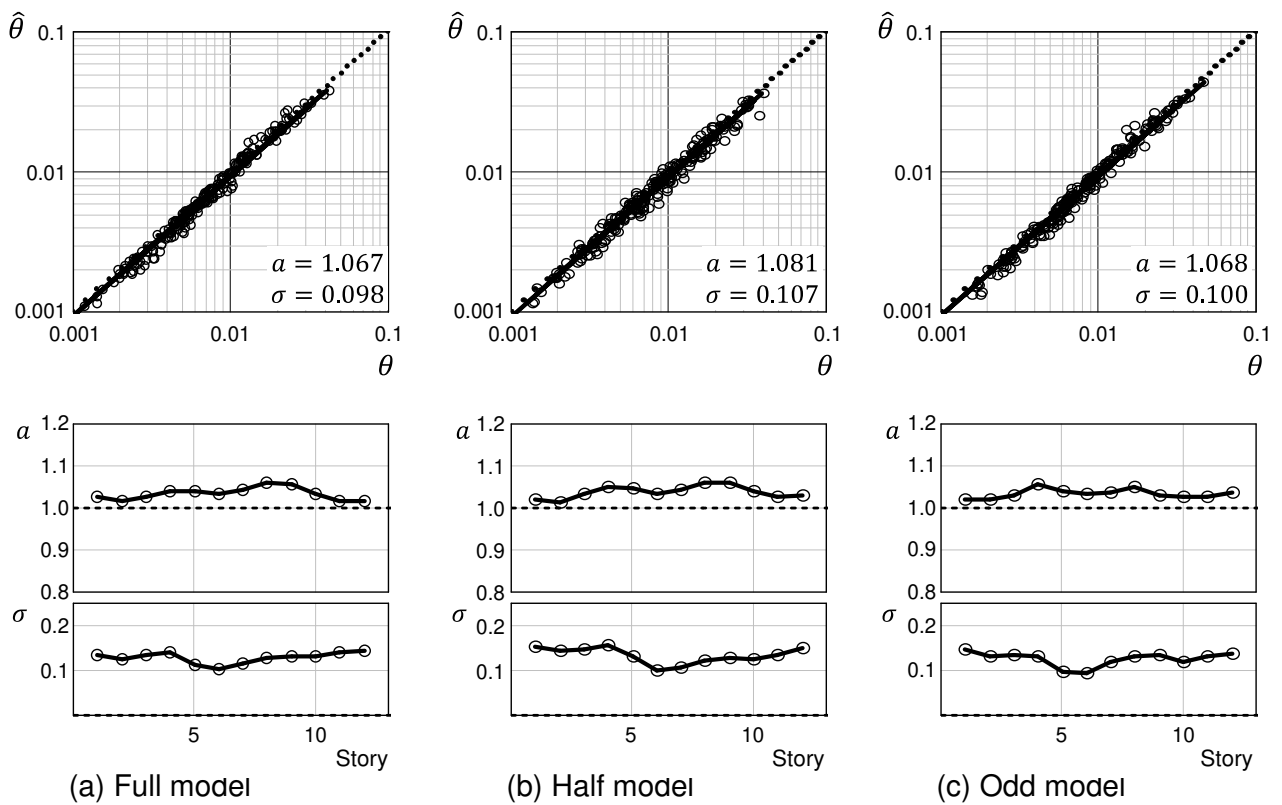 θ̂
0.1
0.01
0.001
0.001
0.01
0.1
θ
a = 1.067
σ = 0.098
θ̂
0.1
0.01
0.001
0.001
0.01
0.1
θ
a = 1.081
σ = 0.107
θ̂
0.1
0.01
0.001
0.001
0.01
0.1
θ
a = 1.068
σ = 0.100
a
1.2
1.1
1.0
0.9
0.8
σ
0.2
0.1
5
10
Story
(a) Full model
a
1.2
1.1
1.0
0.9
0.8
σ
0.2
0.1
5
10
Story
(b) Half model
a
1.2
1.1
1.0
0.9
0.8
σ
0.2
0.1
5
10
Story
(c) Odd model